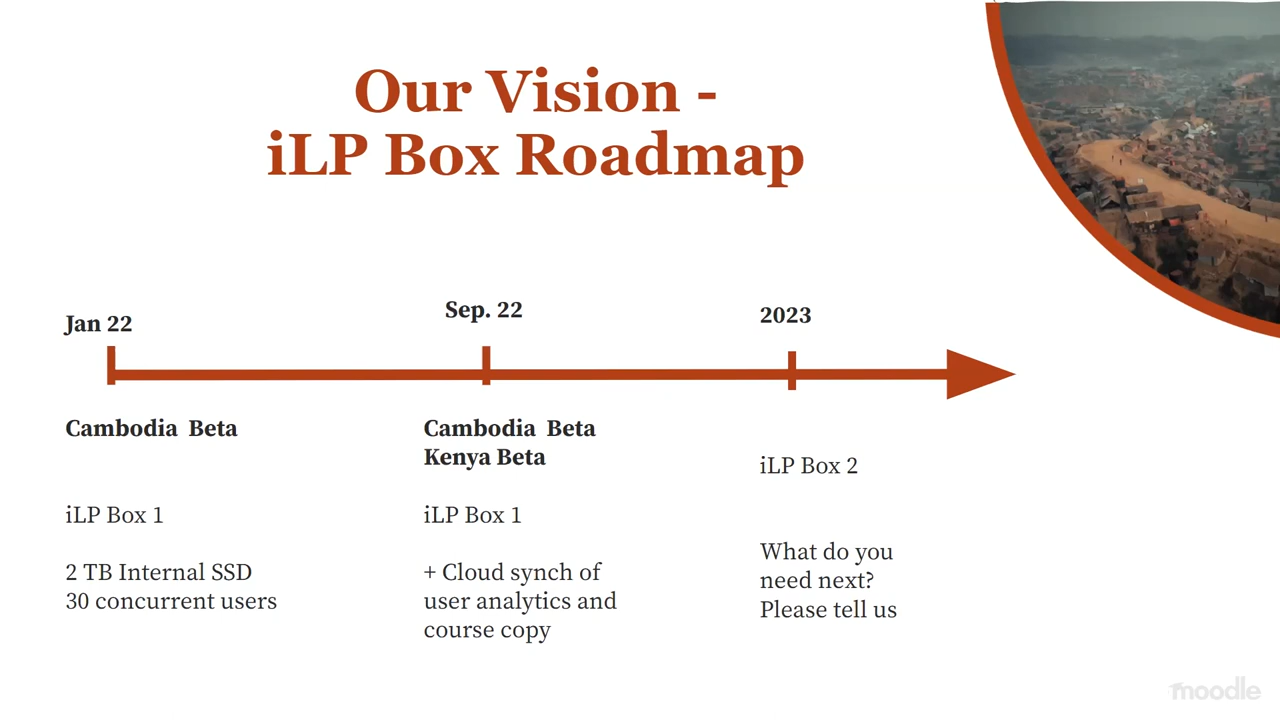 Our Vision -
iLP Box Roadmap
Jan 22
Cambodia Beta
iLP Box 1
2 TB Internal SSD
30 concurrent users
Sep. 22
Cambodia Beta
Kenya Beta
iLP Box 1
+ Cloud synch of
user analytics and
course copy
2023
iLP Box 2
What do you
need next?
Please tell us
moodle